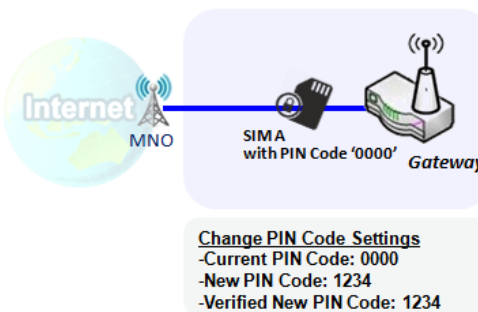 Internet
MNO
SIM A
with PIN Code ‘0000’
Gateway
Change PIN Code Settings
-Current PIN Code: 0000
-New PIN Code: 1234
-Verified New PIN Code: 1234